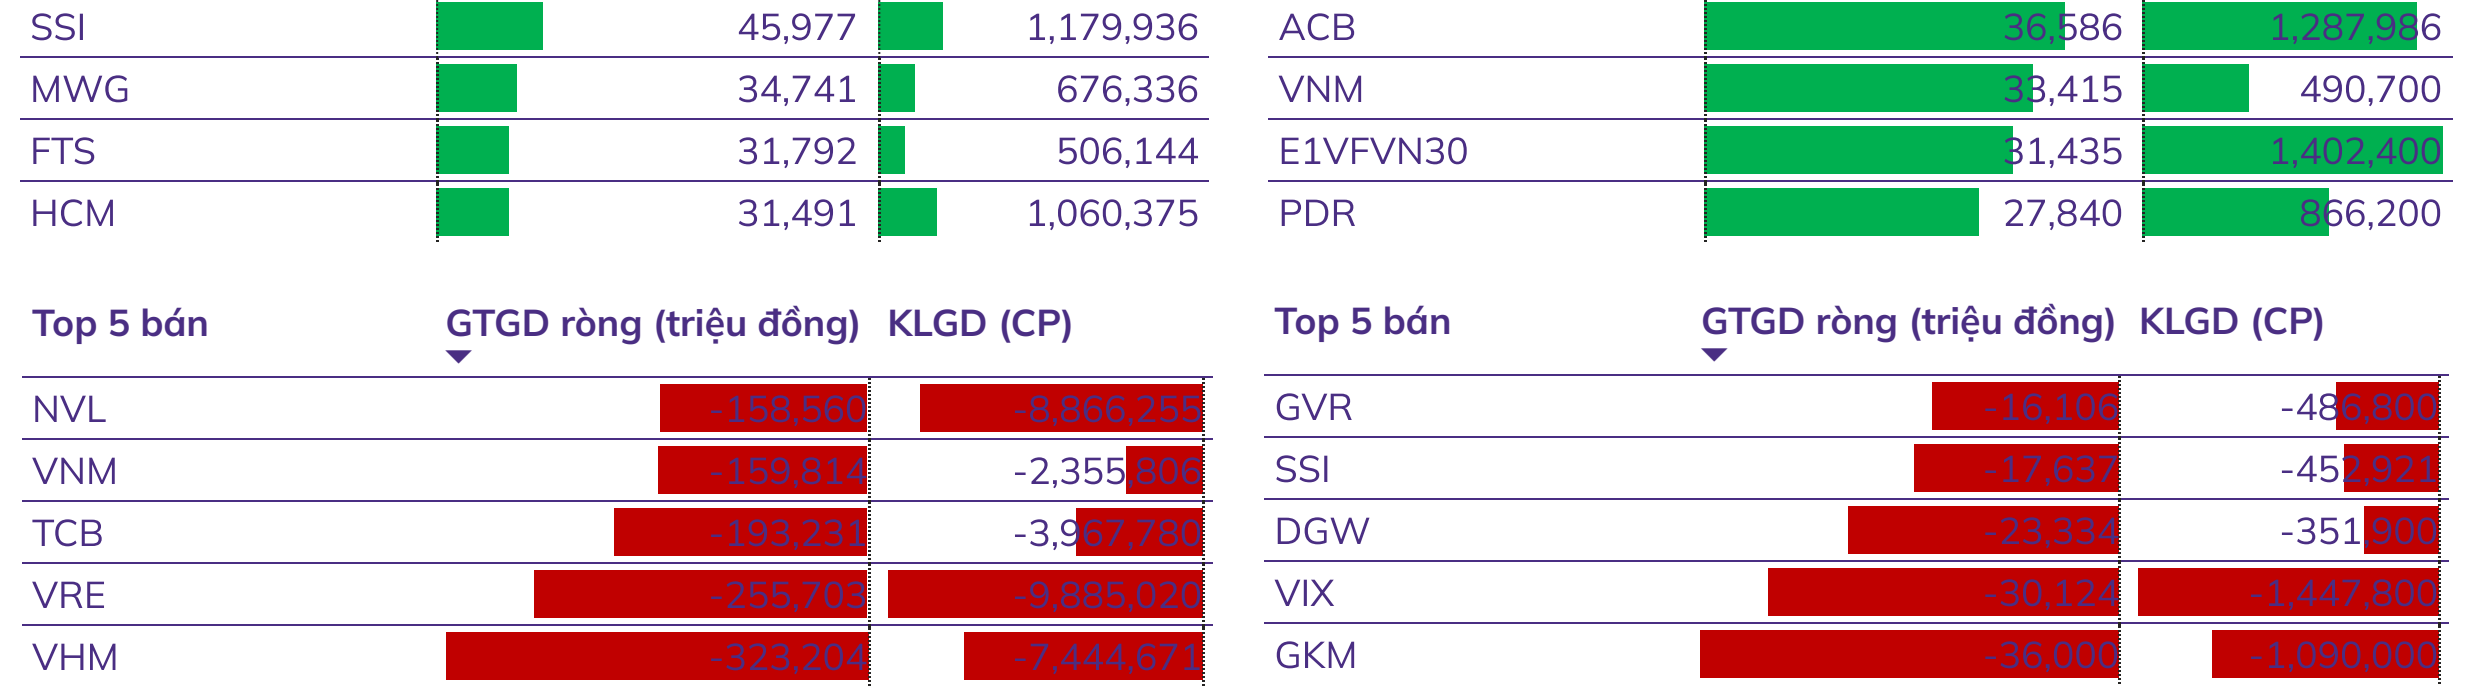 SSI 45,977 1,179,936
MWG 34,741 676,336
FTS 31,792 506,144
HCM 31,491 1,060,375
ACB 36,586 1,287,986
VNM 33,415 490,700
E1VFVN30 31,435 1,402,400
PDR 27,840 866,200
Top 5 bán GTGD ròng (triệu đồng) KLGD (CP)
NVL -158,560 -8,866,255
VNM -159,814 -2,355,806
TCB -193,231 -3,967,780
VRE -255,703 -9,885,020
VHM -323,204 -7,444,671
Top 5 bán GTGD ròng (triệu đồng) KLGD (CP)
GVR -16,106 -486,800
SSI -17,637 -452,921
DGW -23,334 -351,900
VIX -30,124 -1,447,800
GKM -36,000 -1,090,000